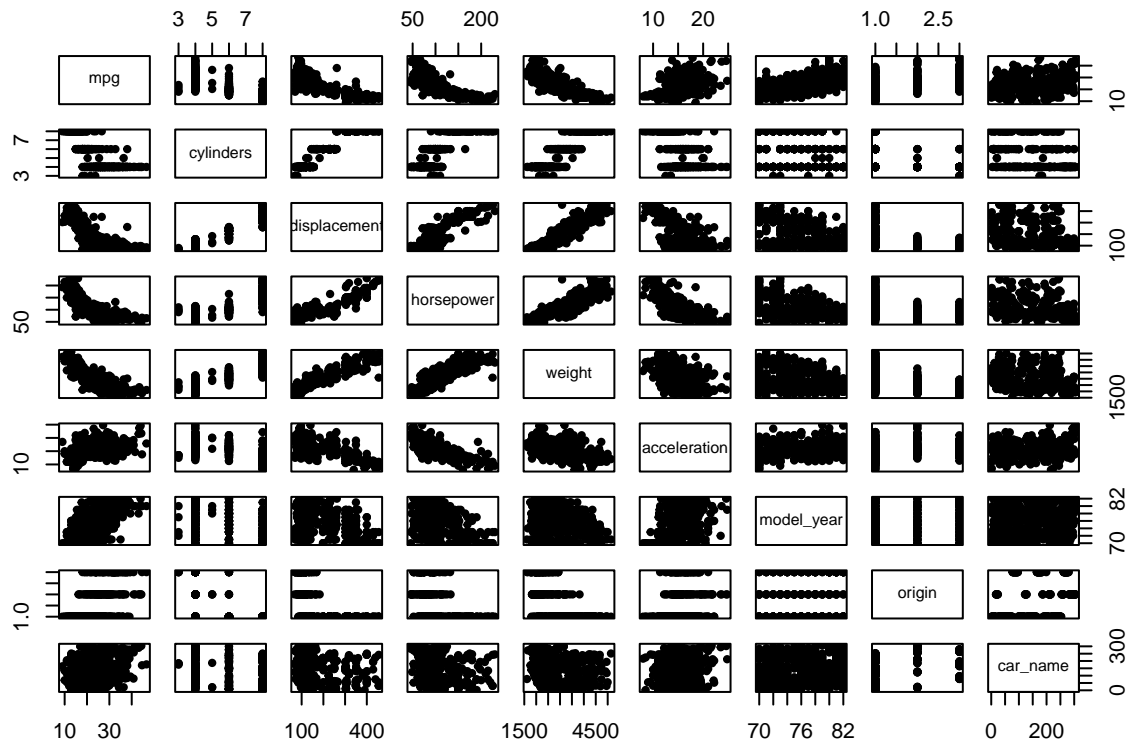 3 5 7 50 200 10 20 1.0 2.5
mpg 10
7 3 cylinders
displacement 100
50 horsepower
weight 1500
10 acceleration
model_year 82 70
1.0 origin
car_name 300 0
10 30 100 400 1500 4500 70 76 82 0 200